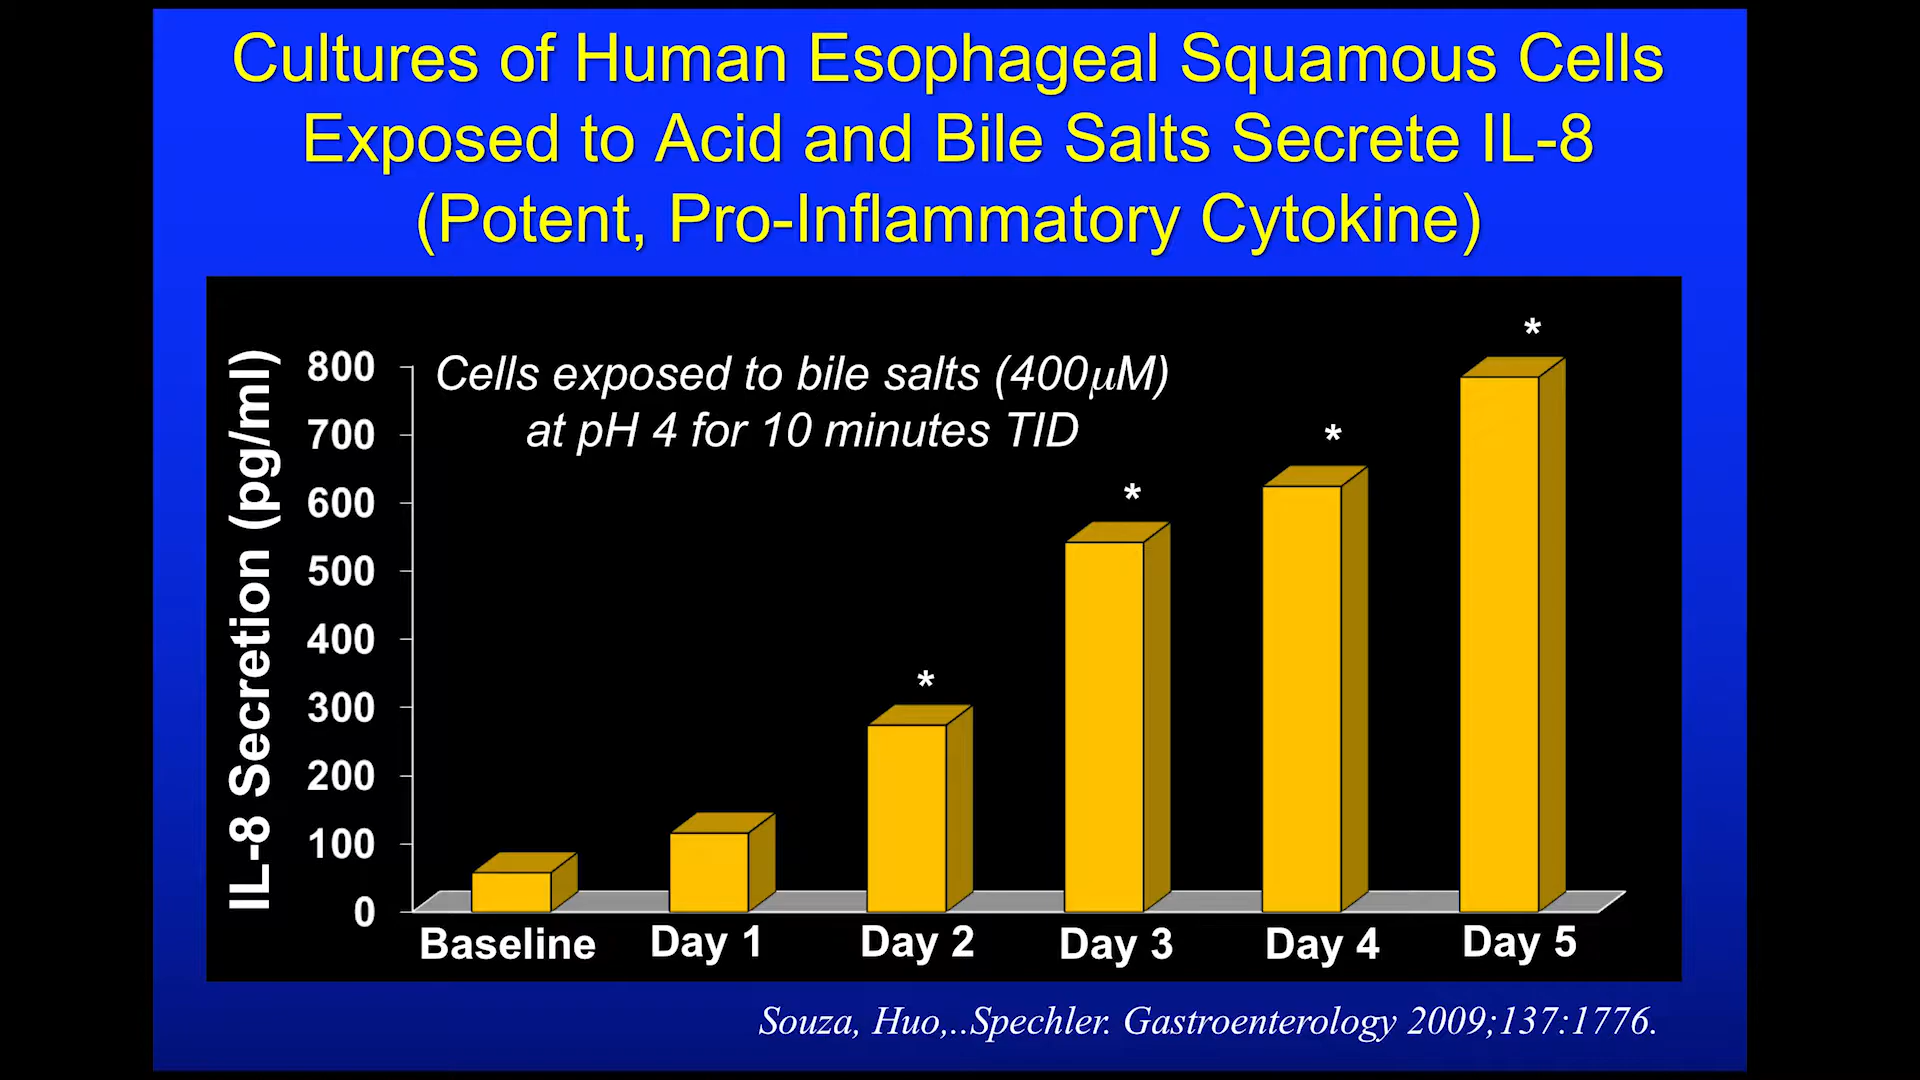 Cultures of Human Esophageal Squamous Cells
Exposed to Acid and Bile Salts Secrete IL-8
(Potent, Pro-Inflammatory Cytokine)
IL-8 Secretion (pg/ml)
Cells exposed to bile salts (400μM)
at pH 4 for 10 minutes TID
800
700
600
500
400
300
200
100
0
*
*
*
*
Baseline Day 1 Day 2 Day 3 Day 4 Day 5
Souza, Huo,..Spechler. Gastroenterology 2009;137:1776.